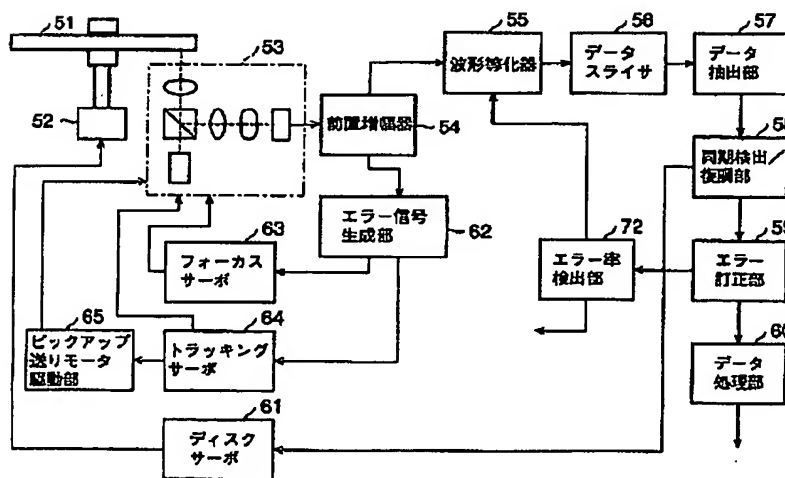 51
53
52
55
波形等化器
56
データ
スライサ
57
データ
抽出部
前置増幅器
54
同期検出/
復調部
エラー信号
生成部
62
63
フォーカス
サーボ
72
エラー率
検出部
エラー
訂正部
65
ピックアップ
送りモータ
駆動部
64
トラッキング
サーボ
データ
処理部
61
ディスク
サーボ